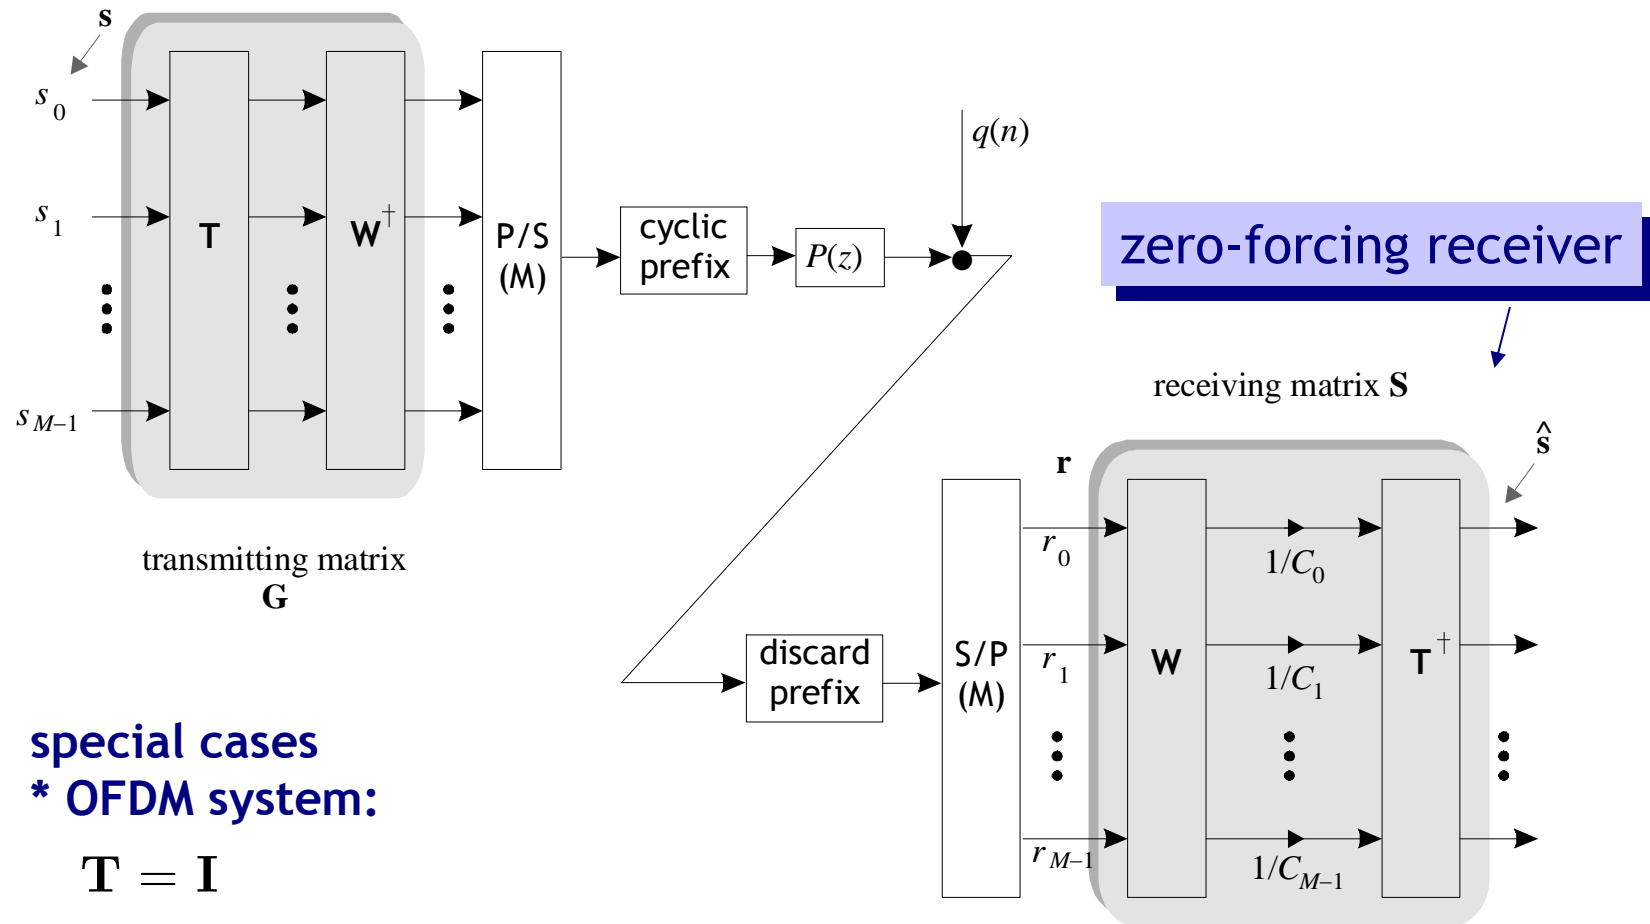 s
s0
s1
sM–1
T
W†
P/S
(M)
cyclic
prefix
P(z)
q(n)
zero-forcing receiver
transmitting matrix
G
receiving matrix S
r
ŝ
r0
r1
rM–1
discard
prefix
S/P
(M)
W
1/C0
1/C1
1/CM–1
T†
special cases
* OFDM system:
T = I